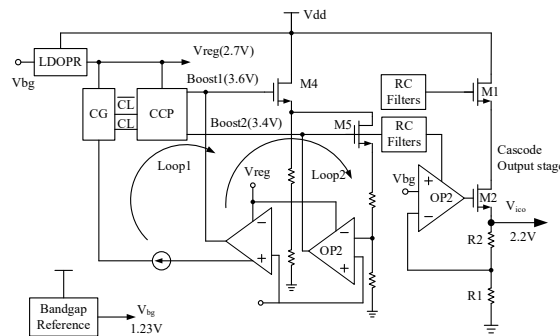 Vdd
LDOPR
Vreg(2.7V)
Vbg
Boost1(3.6V)
M4
RC
Filters
M1
CG
CL
CL
CCP
Boost2(3.4V)
M5
RC
Filters
Cascode
Output stage
Loop1
Vreg
Loop2
Vbg
OP2
M2
Vico
2.2V
OP2
R2
R1
Bandgap
Reference
Vbg
1.23V